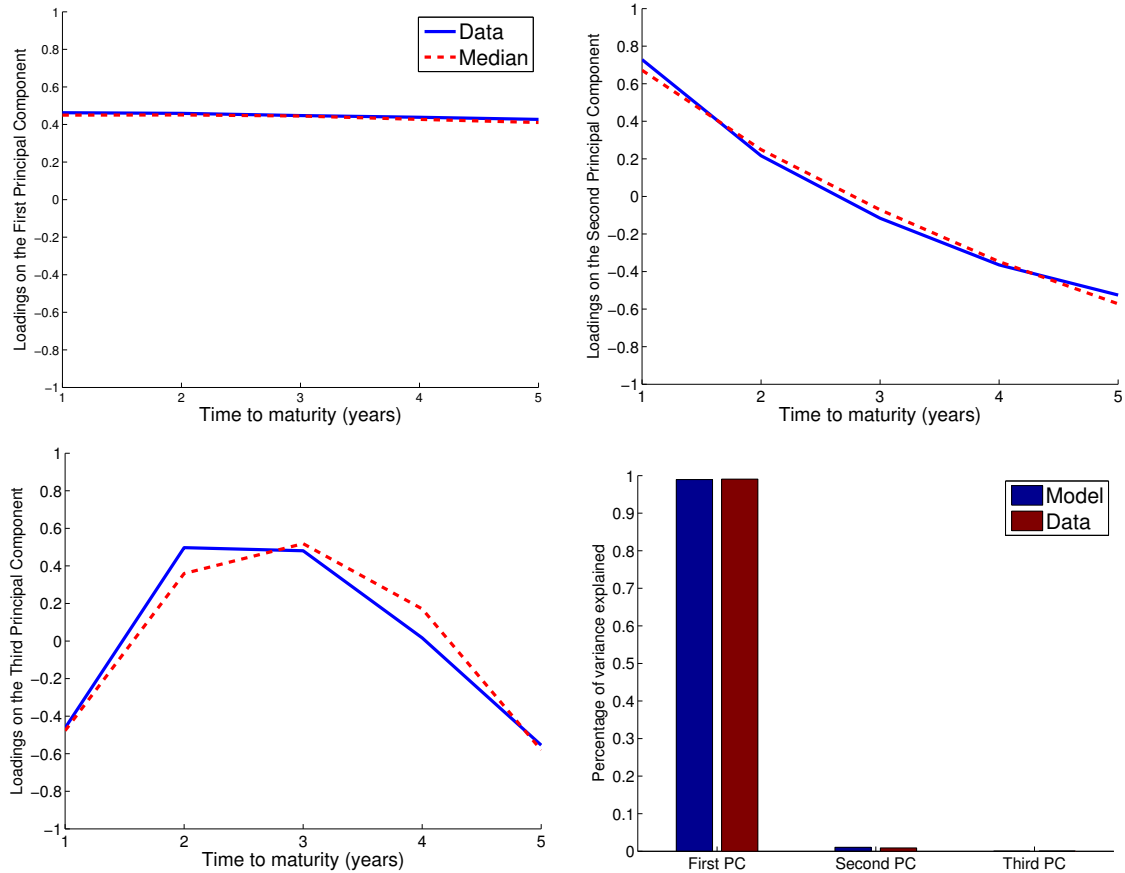 Loadings on the First Principal Component
1
0.8
0.6
0.4
0.2
0
−0.2
−0.4
−0.6
−0.8
−1
1 2 3 4 5
Time to maturity (years)
Data
Median
Loadings on the Second Principal Component
1
0.8
0.6
0.4
0.2
0
−0.2
−0.4
−0.6
−0.8
−1
1 2 3 4 5
Time to maturity (years)
Loadings on the Third Principal Component
1
0.8
0.6
0.4
0.2
0
−0.2
−0.4
−0.6
−0.8
−1
1 2 3 4 5
Time to maturity (years)
Percentage of variance explained
1
0.9
0.8
0.7
0.6
0.5
0.4
0.3
0.2
0.1
0
First PC Second PC Third PC
Model
Data